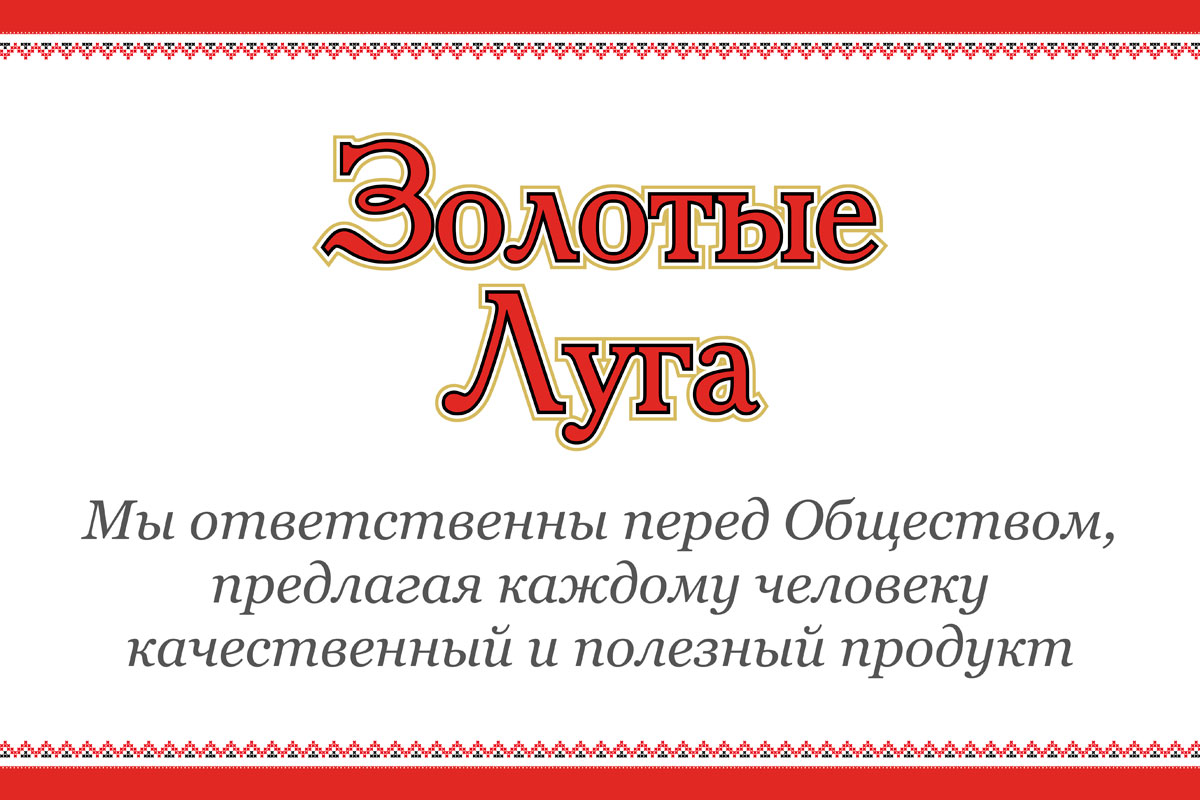 Золотые
Луга
Мы ответственны перед Обществом,
предлагая каждому человеку
качественный и полезный продукт